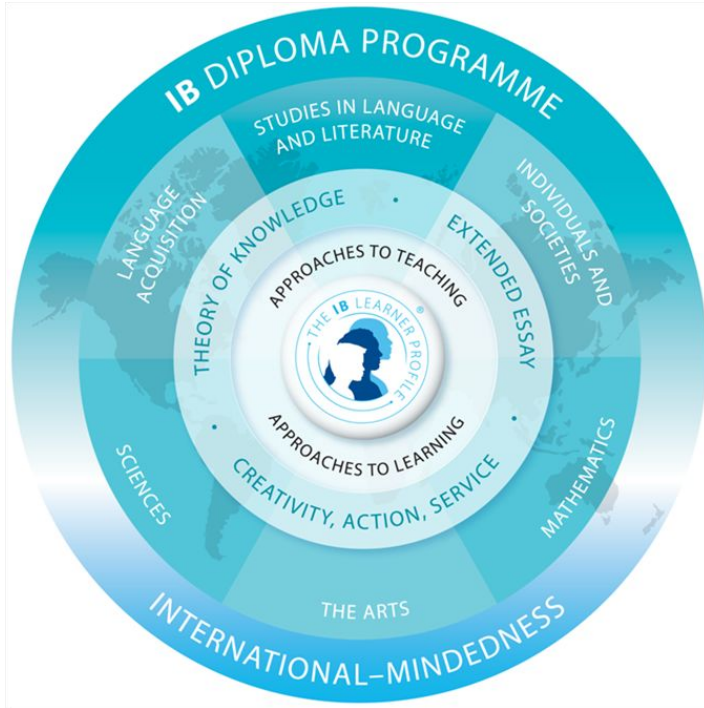 IB DIPLOMA PROGRAMME
STUDIES IN LANGUAGE
AND LITERATURE
LANGUAGE
ACQUISITION
INDIVIDUALS AND
SOCIETIES
THEORY OF KNOWLEDGE
·
EXTENDED ESSAY
APPROACHES TO TEACHING
THE IB LEARNER PROFILE®
APPROACHES TO LEARNING
·
·
CREATIVITY, ACTION, SERVICE
SCIENCES
MATHEMATICS
THE ARTS
INTERNATIONAL–MINDEDNESS